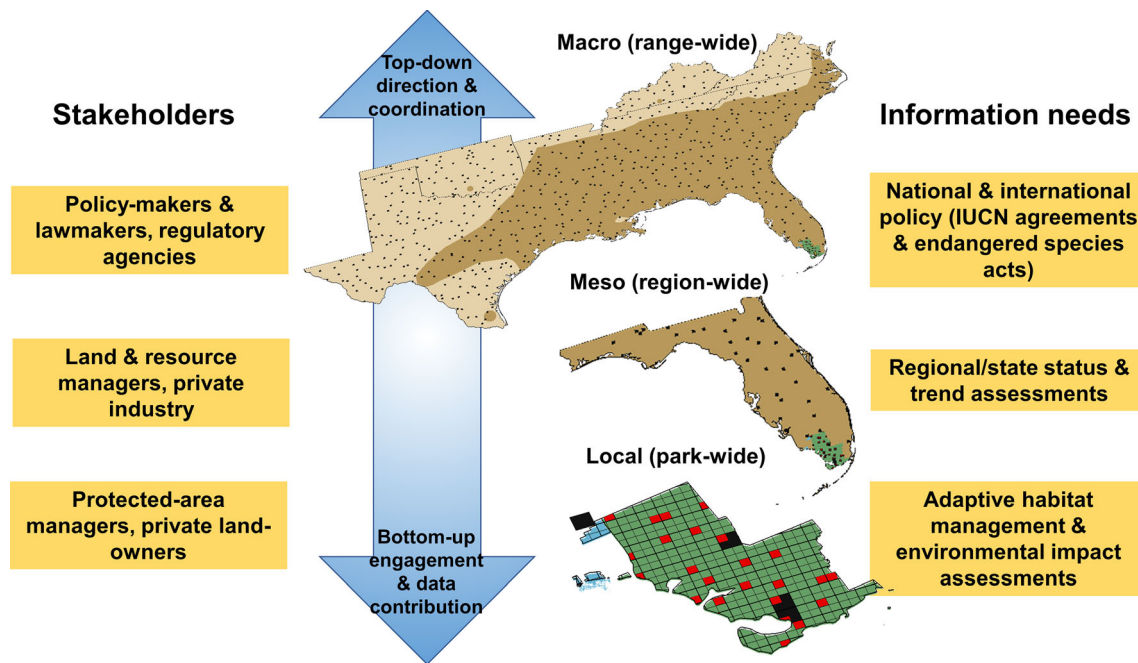 Stakeholders
Policy-makers &
lawmakers, regulatory
agencies
Land & resource
managers, private
industry
Protected-area
managers, private land-
owners
Top-down
direction &
coordination
Bottom-up
engagement
& data
contribution
Macro (range-wide)
Meso (region-wide)
Local (park-wide)
Information needs
National & international
policy (IUCN agreements
& endangered species
acts)
Regional/state status &
trend assessments
Adaptive habitat
management &
environmental impact
assessments